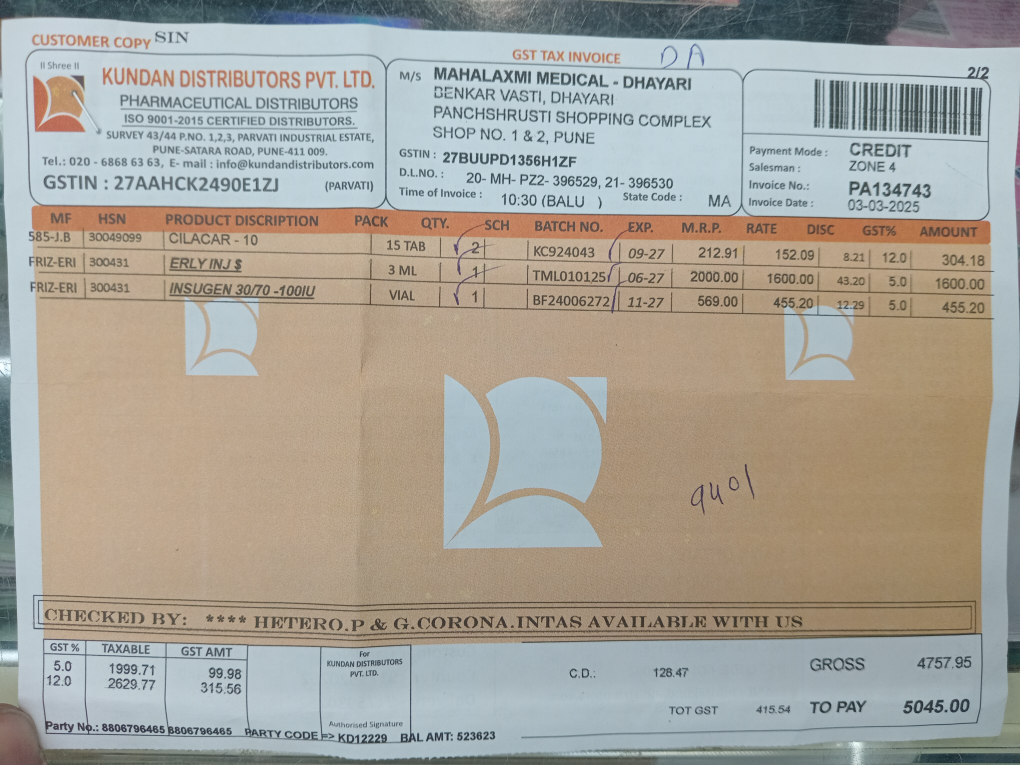 CUSTOMER COPY SIN
GST TAX INVOICE
DA
2/2
II Shree II
KUNDAN DISTRIBUTORS PVT. LTD.
PHARMACEUTICAL DISTRIBUTORS
ISO 9001-2015 CERTIFIED DISTRIBUTORS.
SURVEY 43/44 P.NO. 1,2,3, PARVATI INDUSTRIAL ESTATE,
PUNE-SATARA ROAD, PUNE-411 009.
Tel.: 020 - 6868 63 63, E- mail : info@kundandistributors.com
GSTIN : 27AAHCK2490E1ZJ (PARVATI)
M/S MAHALAXMI MEDICAL - DHAYARI
BENKAR VASTI, DHAYARI
PANCHSHRUSTI SHOPPING COMPLEX
SHOP NO. 1 & 2, PUNE
GSTIN : 27BUUPD1356H1ZF
D.L.NO. : 20- MH- PZ2- 396529, 21- 396530
Time of Invoice : 10:30 (BALU ) State Code : MA
Payment Mode : CREDIT
Salesman : ZONE 4
Invoice No.: PA134743
Invoice Date : 03-03-2025
MF HSN PRODUCT DISCRIPTION PACK QTY. SCH BATCH NO. EXP. M.R.P. RATE DISC GST% AMOUNT
585-J.B 30049099 CILACAR - 10 15 TAB 2 KC924043 09-27 212.91 152.09 8.21 12.0 304.18
FRIZ-ERI 300431 ERLY INJ $ 3 ML 1 TML010125 06-27 2000.00 1600.00 43.20 5.0 1600.00
FRIZ-ERI 300431 INSUGEN 30/70 -100IU VIAL 1 BF24006272 11-27 569.00 455.20 12.29 5.0 455.20
9401
CHECKED BY: **** HETERO.P & G.CORONA.INTAS AVAILABLE WITH US
GST % TAXABLE GST AMT
5.0 1999.71 99.98
12.0 2629.77 315.56
For
KUNDAN DISTRIBUTORS
PVT. LTD.
Authorised Signature
C.D.: 128.47
GROSS 4757.95
TOT GST 415.54 TO PAY 5045.00
Party No.: 8806796465 8806796465 PARTY CODE => KD12229 BAL AMT: 523623